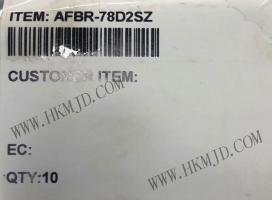 ITEM: AFBR-78D2SZ
CUSTOMER ITEM:
WWW.HKMJD.COM
WWW.HKMJD.COM
EC:
QTY:10